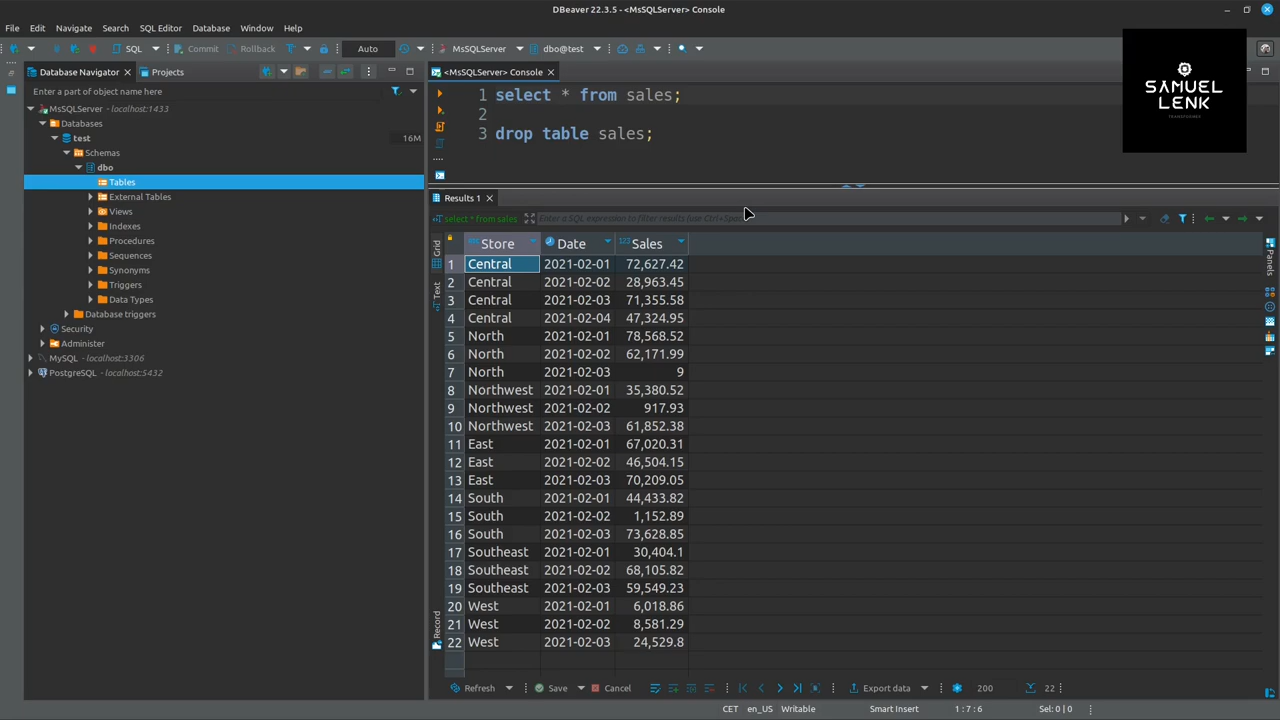 DBeaver 22.3.5 - <MsSQLServer> Console
File Edit Navigate Search SQL Editor Database Window Help
SQL Commit Rollback Auto MsSQLServer dbo@test
Database Navigator Projects
Enter a part of object name here
MsSQLServer - localhost:1433
Databases
test 16M
Schemas
dbo
Tables
External Tables
Views
Indexes
Procedures
Sequences
Synonyms
Triggers
Data Types
Database triggers
Security
Administer
MySQL - localhost:3306
PostgreSQL - localhost:5432
<MsSQLServer> Console
1 select * from sales;
2
3 drop table sales;
SAMUEL
LENK
Results 1
select * from sales Enter a SQL expression to filter results (use Ctrl+Space)
Grid
Text
Record
Panels
Store Date 123 Sales
1 Central 2021-02-01 72,627.42
2 Central 2021-02-02 28,963.45
3 Central 2021-02-03 71,355.58
4 Central 2021-02-04 47,324.95
5 North 2021-02-01 78,568.52
6 North 2021-02-02 62,171.99
7 North 2021-02-03 9
8 Northwest 2021-02-01 35,380.52
9 Northwest 2021-02-02 917.93
10 Northwest 2021-02-03 61,852.38
11 East 2021-02-01 67,020.31
12 East 2021-02-02 46,504.15
13 East 2021-02-03 70,209.05
14 South 2021-02-01 44,433.82
15 South 2021-02-02 1,152.89
16 South 2021-02-03 73,628.85
17 Southeast 2021-02-01 30,404.1
18 Southeast 2021-02-02 68,105.82
19 Southeast 2021-02-03 59,549.23
20 West 2021-02-01 6,018.86
21 West 2021-02-02 8,581.29
22 West 2021-02-03 24,529.8
Refresh Save Cancel Export data 200 22
CET en_US Writable Smart Insert 1:7:6 Sel: 0 | 0